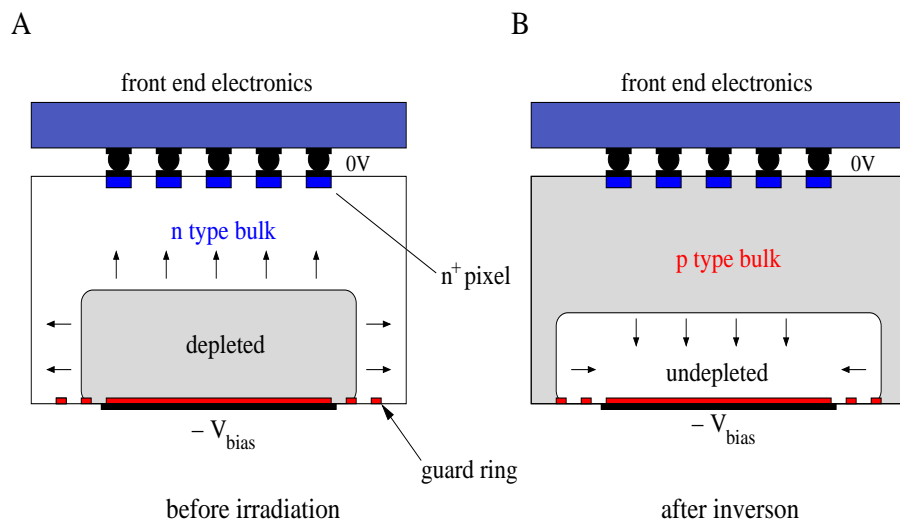 A
front end electronics
0V
n type bulk
n+ pixel
depleted
– Vbias
guard ring
before irradiation
B
front end electronics
0V
p type bulk
undepleted
– Vbias
after inverson